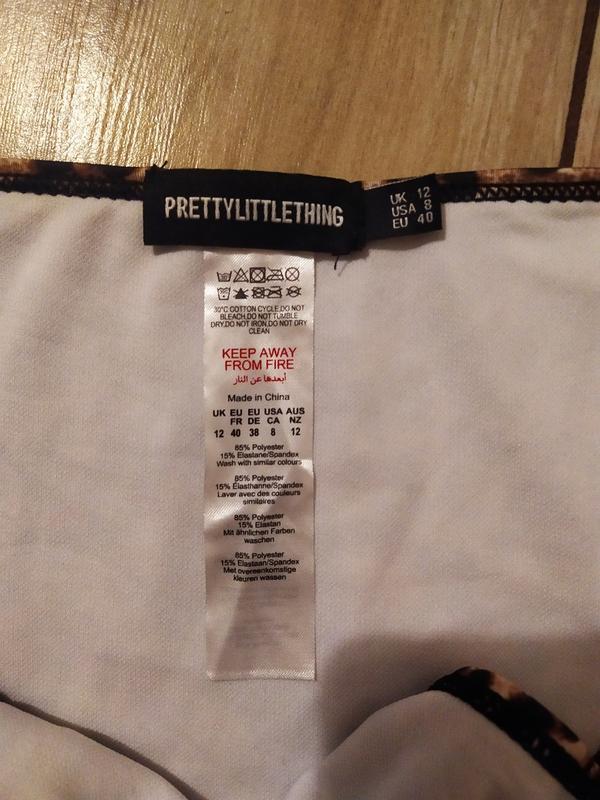 PRETTYLITTLETHING
UK 12
USA 8
EU 40
30°C COTTON CYCLE,DO NOT
BLEACH,DO NOT TUMBLE
DRY,DO NOT IRON,DO NOT DRY
CLEAN
KEEP AWAY
FROM FIRE
أبعدها عن النار
Made in China
UK EU EU USA AUS
FR DE CA NZ
12 40 38 8 12
85% Polyester
15% Elastane/Spandex
Wash with similar colours
85% Polyester
15% Élasthanne/Spandex
Laver avec des couleurs
similaires
85% Polyester
15% Elastan
Mit ähnlichen Farben
waschen
85% Polyester
15% Elastaan/Spandex
Met overeenkomstige
kleuren wassen